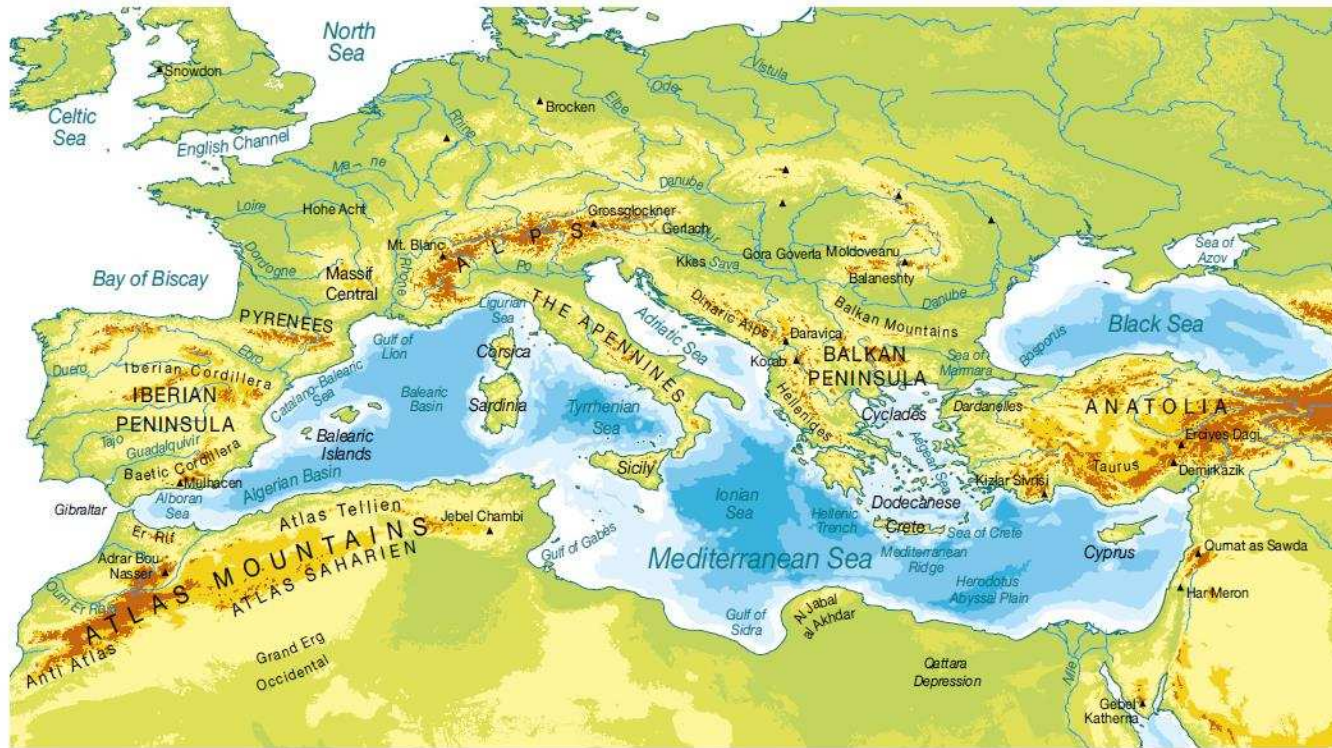 North
Sea
Snowdon
Celtic
Sea
English Channel
Brocken
Elbe
Oder
Vistula
Rhine
Ma - ne
Loire
Hohe Acht
Danube
Grossglockner
Gerlach
Mt. Blanc
ALPS
Dordogne
Massif
Central
Rhône
Po
Kkes
Sava
Gora Goverla
Moldoveanu
Balaneshty
Danube
Sea of
Azov
Bay of Biscay
PYRENEES
Ligurian
Sea
Gulf of
Lion
THE APENNINES
Adriatic Sea
Dinaric Alps
Daravica
Korab
Balkan Mountains
BALKAN
PENINSULA
Black Sea
Bosporus
Sea of
Marmara
Duero
Ebro
Iberian Cordillera
IBERIAN
PENINSULA
Catalano-Balearic
Sea
Balearic
Basin
Corsica
Sardinia
Tyrrhenian
Sea
Hellenides
Cyclades
Dardanelles
ANATOLIA
Erciyes Dagi
Tajo
Guadalquivir
Baetic Cordillera
Mulhacen
Balearic
Islands
Algerian Basin
Sicily
Aegean Sea
Taurus
Demirkazik
Kizlar Sivrisi
Gibraltar
Alboran
Sea
Ionian
Sea
Hellenic
Trench
Dodecanese
Crete
Sea of Crete
Cyprus
Er Rif
Atlas Tellien
Jebel Chambi
Gulf of Gabès
Mediterranean Sea
Mediterranean
Ridge
Herodotus
Abyssal Plain
Qurnat as Sawda
Har Meron
Adrar Bou
Nasser
ATLAS MOUNTAINS
ATLAS SAHARIEN
Anti Atlas
Grand Erg
Occidental
Gulf of
Sidra
Al Jabal
al Akhdar
Qattara
Depression
Gebel
Katherna